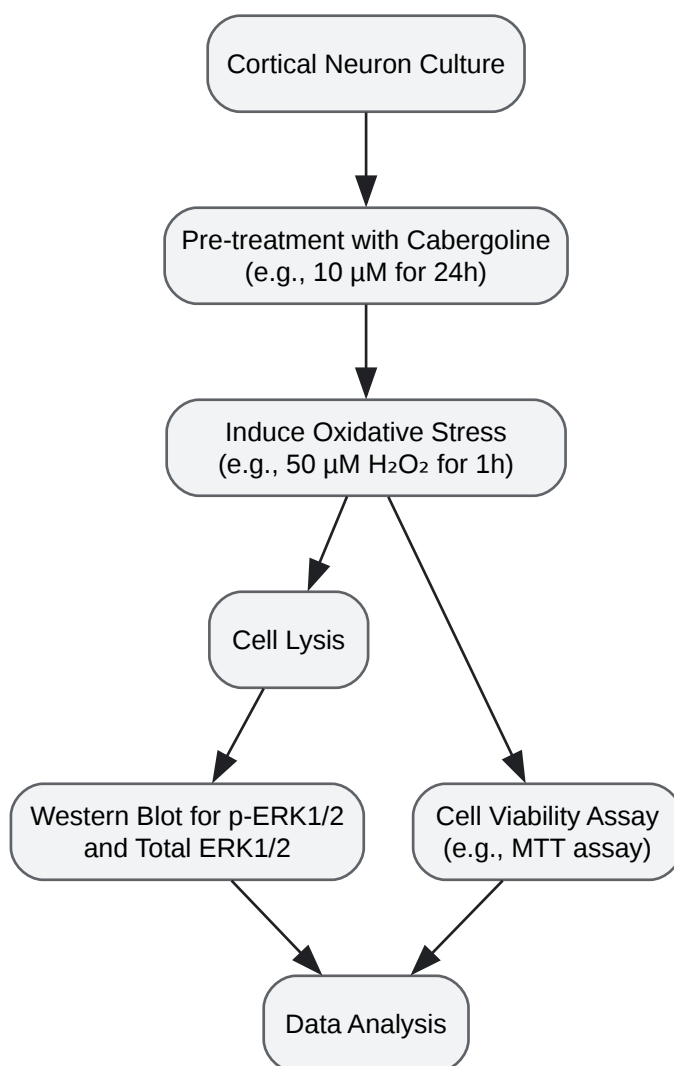 Cortical Neuron Culture
Pre-treatment with Cabergoline
(e.g., 10 µM for 24h)
Induce Oxidative Stress
(e.g., 50 µM H₂O₂ for 1h)
Cell Lysis
Western Blot for p-ERK1/2
and Total ERK1/2
Cell Viability Assay
(e.g., MTT assay)
Data Analysis